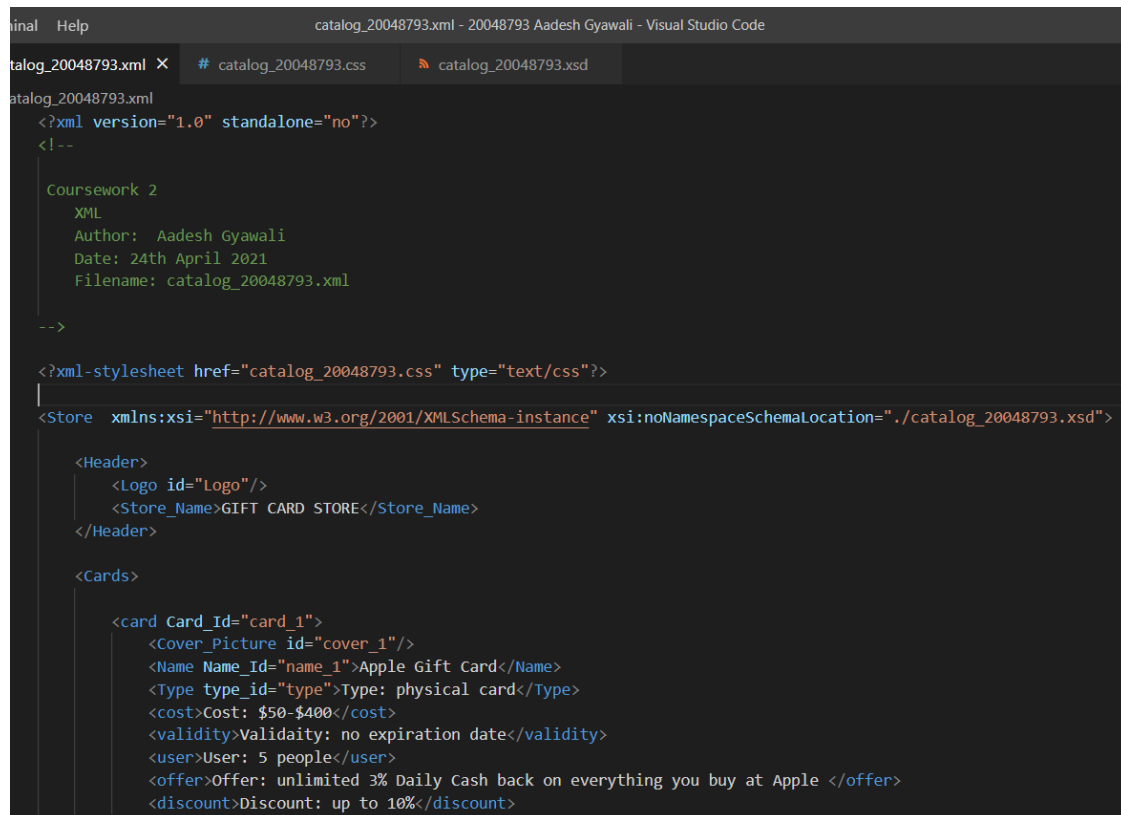 Help
catalog_20048793.xml - 20048793 Aadesh Gyawali - Visual Studio Code
catalog_20048793.css
catalog_20048793.xsd
<?xml version="1.0" standalone="no"?>
<!--
Coursework 2
XML
Author:  Aadesh Gyawali
Date: 24th April 2021
Filename: catalog_20048793.xml
-->
<?xml-stylesheet href="catalog_20048793.css" type="text/css"?>
<Store  xmlns:xsi="http://www.w3.org/2001/XMLSchema-instance" xsi:noNamespaceSchemaLocation="./catalog_20048793.xsd">
<Header>
<Logo id="Logo"/>
<Store_Name>GIFT CARD STORE</Store_Name>
</Header>
<Cards>
<card Card_Id="card_1">
<Cover_Picture id="cover_1"/>
<Name Name_Id="name_1">Apple Gift Card</Name>
<Type type_id="type">Type: physical card</Type>
<cost>Cost: $50-$400</cost>
<validity>Validaity: no expiration date</validity>
<user>User: 5 people</user>
<offer>Offer: unlimited 3% Daily Cash back on everything you buy at Apple </offer>
<discount>Discount: up to 10%</discount>